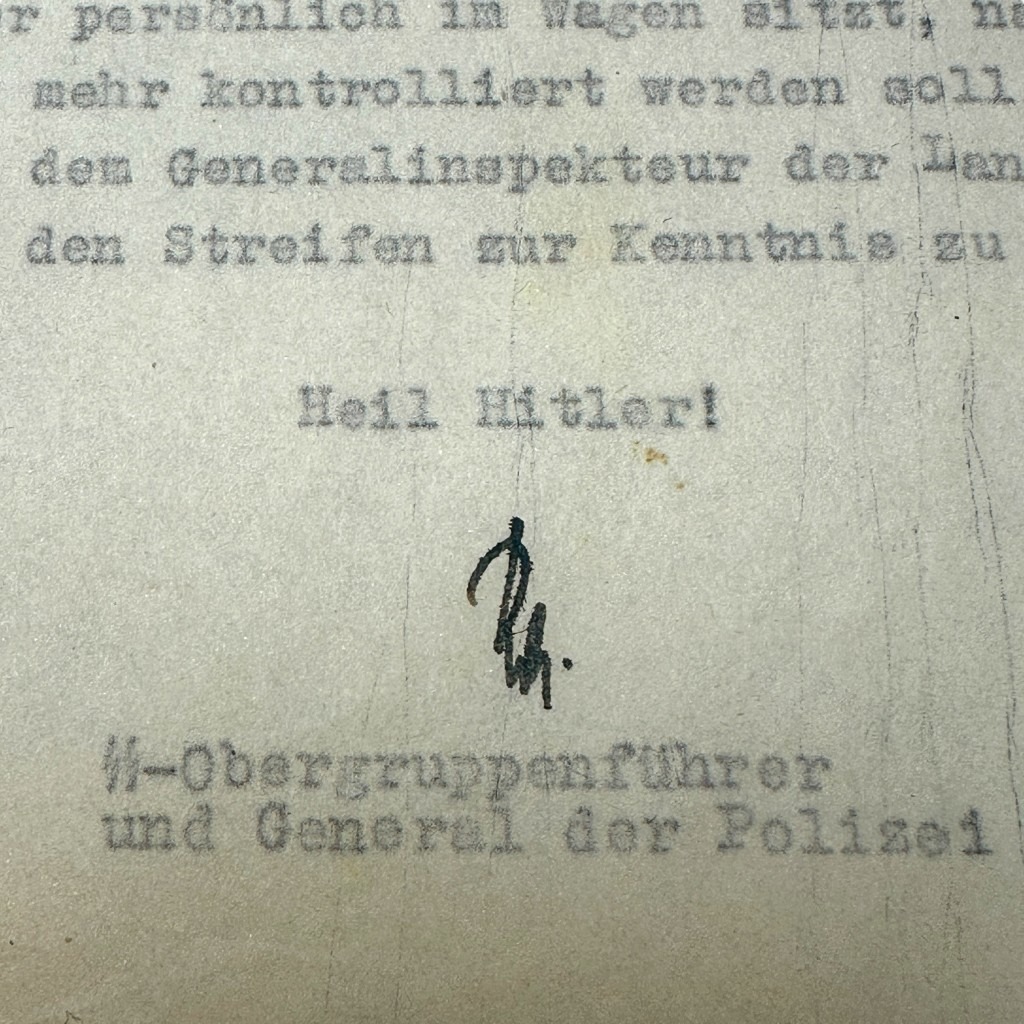 r persönlich im Wagen sitzt,
mehr kontrolliert werden soll
dem Generalinspekteur der
den Streifen zur Kenntnis zu
Heil Hitler!
SS-Obergruppenführer
und General der Polizei